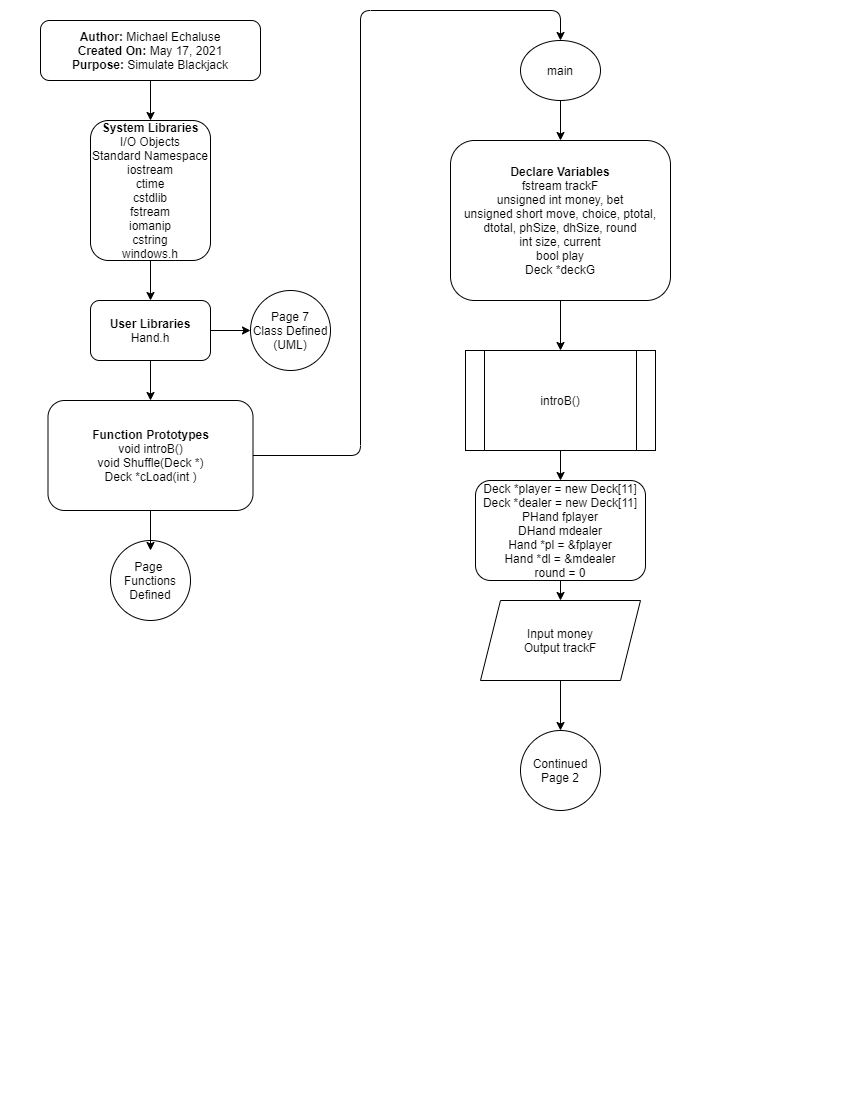 Author: Michael Echaluse
Created On: May 17, 2021
Purpose: Simulate Blackjack
System Libraries
I/O Objects
Standard Namespace
iostream
ctime
cstdlib
fstream
iomanip
cstring
windows.h
User Libraries
Hand.h
Page 7
Class Defined
(UML)
Function Prototypes
void introB()
void Shuffle(Deck *)
Deck *cLoad(int )
Page
Functions
Defined
main
Declare Variables
fstream trackF
unsigned int money, bet
unsigned short move, choice, ptotal,
dtotal, phSize, dhSize, round
int size, current
bool play
Deck *deckG
introB()
Deck *player = new Deck[11]
Deck *dealer = new Deck[11]
PHand fplayer
DHand mdealer
Hand *pl = &fplayer
Hand *dl = &mdealer
round = 0
Input money
Output trackF
Continued
Page 2